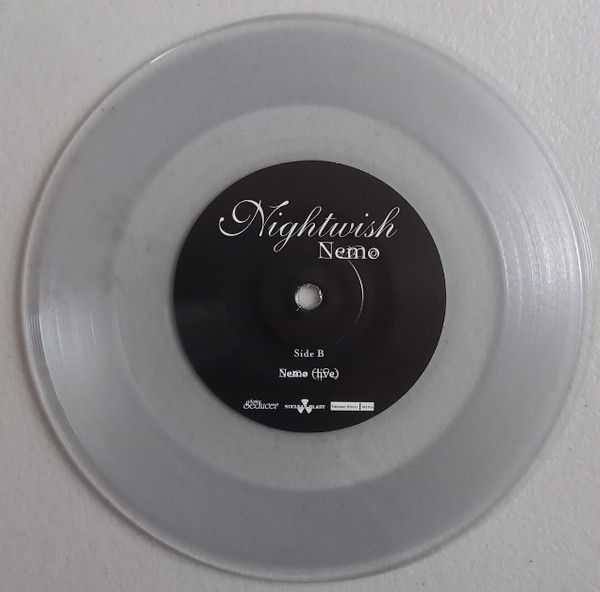 Nightwish
Nemo
Side B
Nemo (live)
Seducer
NUCLEAR BLAST